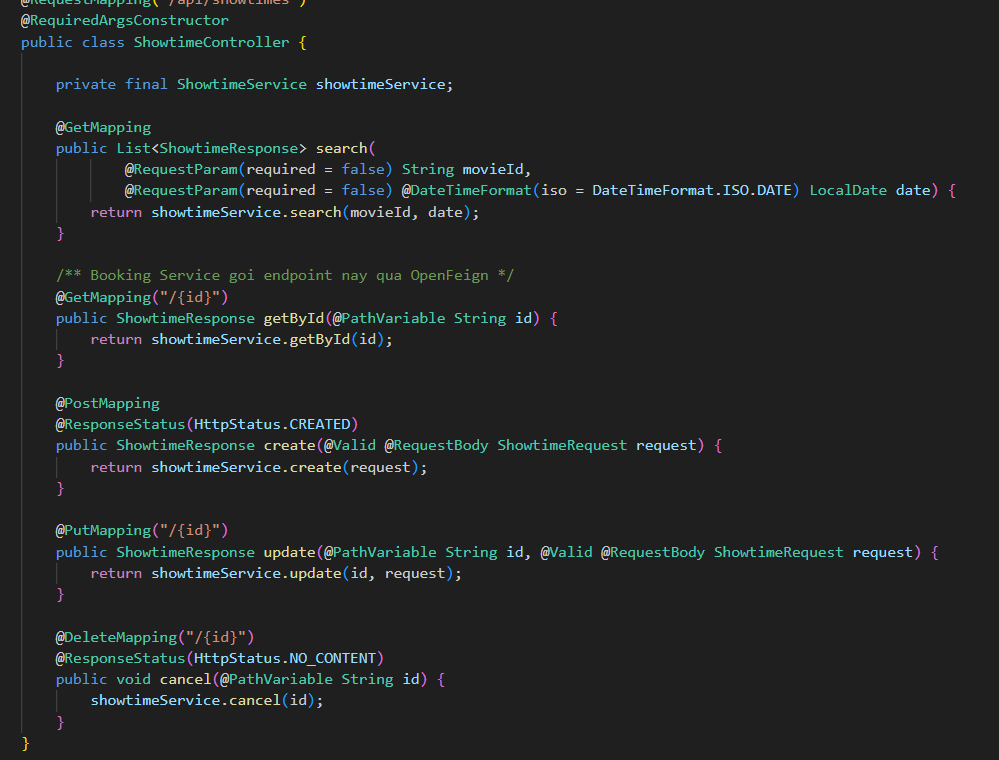 @RequestMapping("/api/showtimes")
@RequiredArgsConstructor
public class ShowtimeController {
private final ShowtimeService showtimeService;
@GetMapping
public List<ShowtimeResponse> search(
@RequestParam(required = false) String movieId,
@RequestParam(required = false) @DateTimeFormat(iso = DateTimeFormat.ISO.DATE) LocalDate date) {
return showtimeService.search(movieId, date);
}
/** Booking Service goi endpoint nay qua OpenFeign */
@GetMapping("/{id}")
public ShowtimeResponse getById(@PathVariable String id) {
return showtimeService.getById(id);
}
@PostMapping
@ResponseStatus(HttpStatus.CREATED)
public ShowtimeResponse create(@Valid @RequestBody ShowtimeRequest request) {
return showtimeService.create(request);
}
@PutMapping("/{id}")
public ShowtimeResponse update(@PathVariable String id, @Valid @RequestBody ShowtimeRequest request) {
return showtimeService.update(id, request);
}
@DeleteMapping("/{id}")
@ResponseStatus(HttpStatus.NO_CONTENT)
public void cancel(@PathVariable String id) {
showtimeService.cancel(id);
}
}